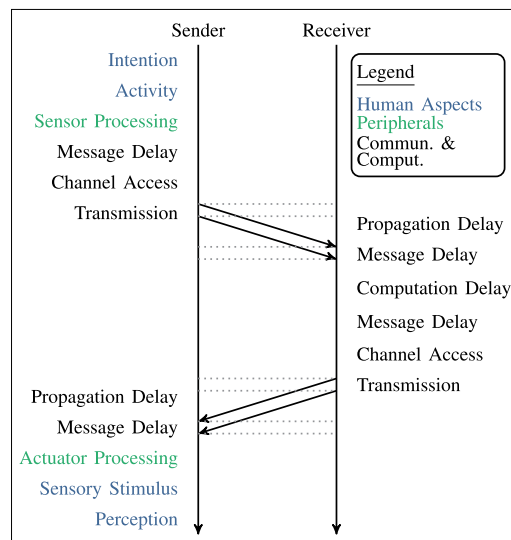 Sender
Receiver
Intention
Activity
Sensor Processing
Message Delay
Channel Access
Transmission
Legend
Human Aspects
Peripherals
Commun. &
Comput.
Propagation Delay
Message Delay
Computation Delay
Message Delay
Channel Access
Transmission
Propagation Delay
Message Delay
Actuator Processing
Sensory Stimulus
Perception